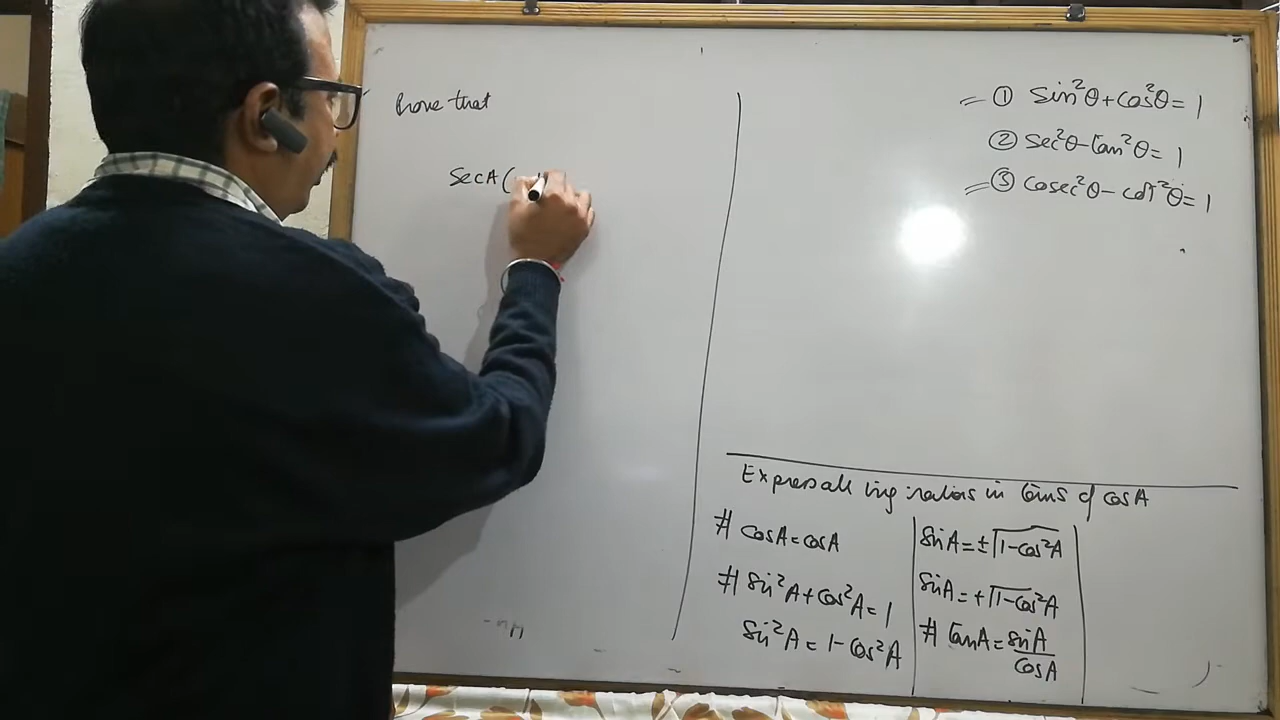 Prove that
SecA(
① Sin²θ+Cos²θ=1
② Sec²θ-Tan²θ=1
③ Cosec²θ-cot²θ=1
Express all trig ratios in terms of cosA
# CosA=cosA
# Sin²A+Cos²A=1
Sin²A=1-Cos²A
SinA=±√1-cos²A
SinA=+√1-Cos²A
# TanA=sinA
CosA